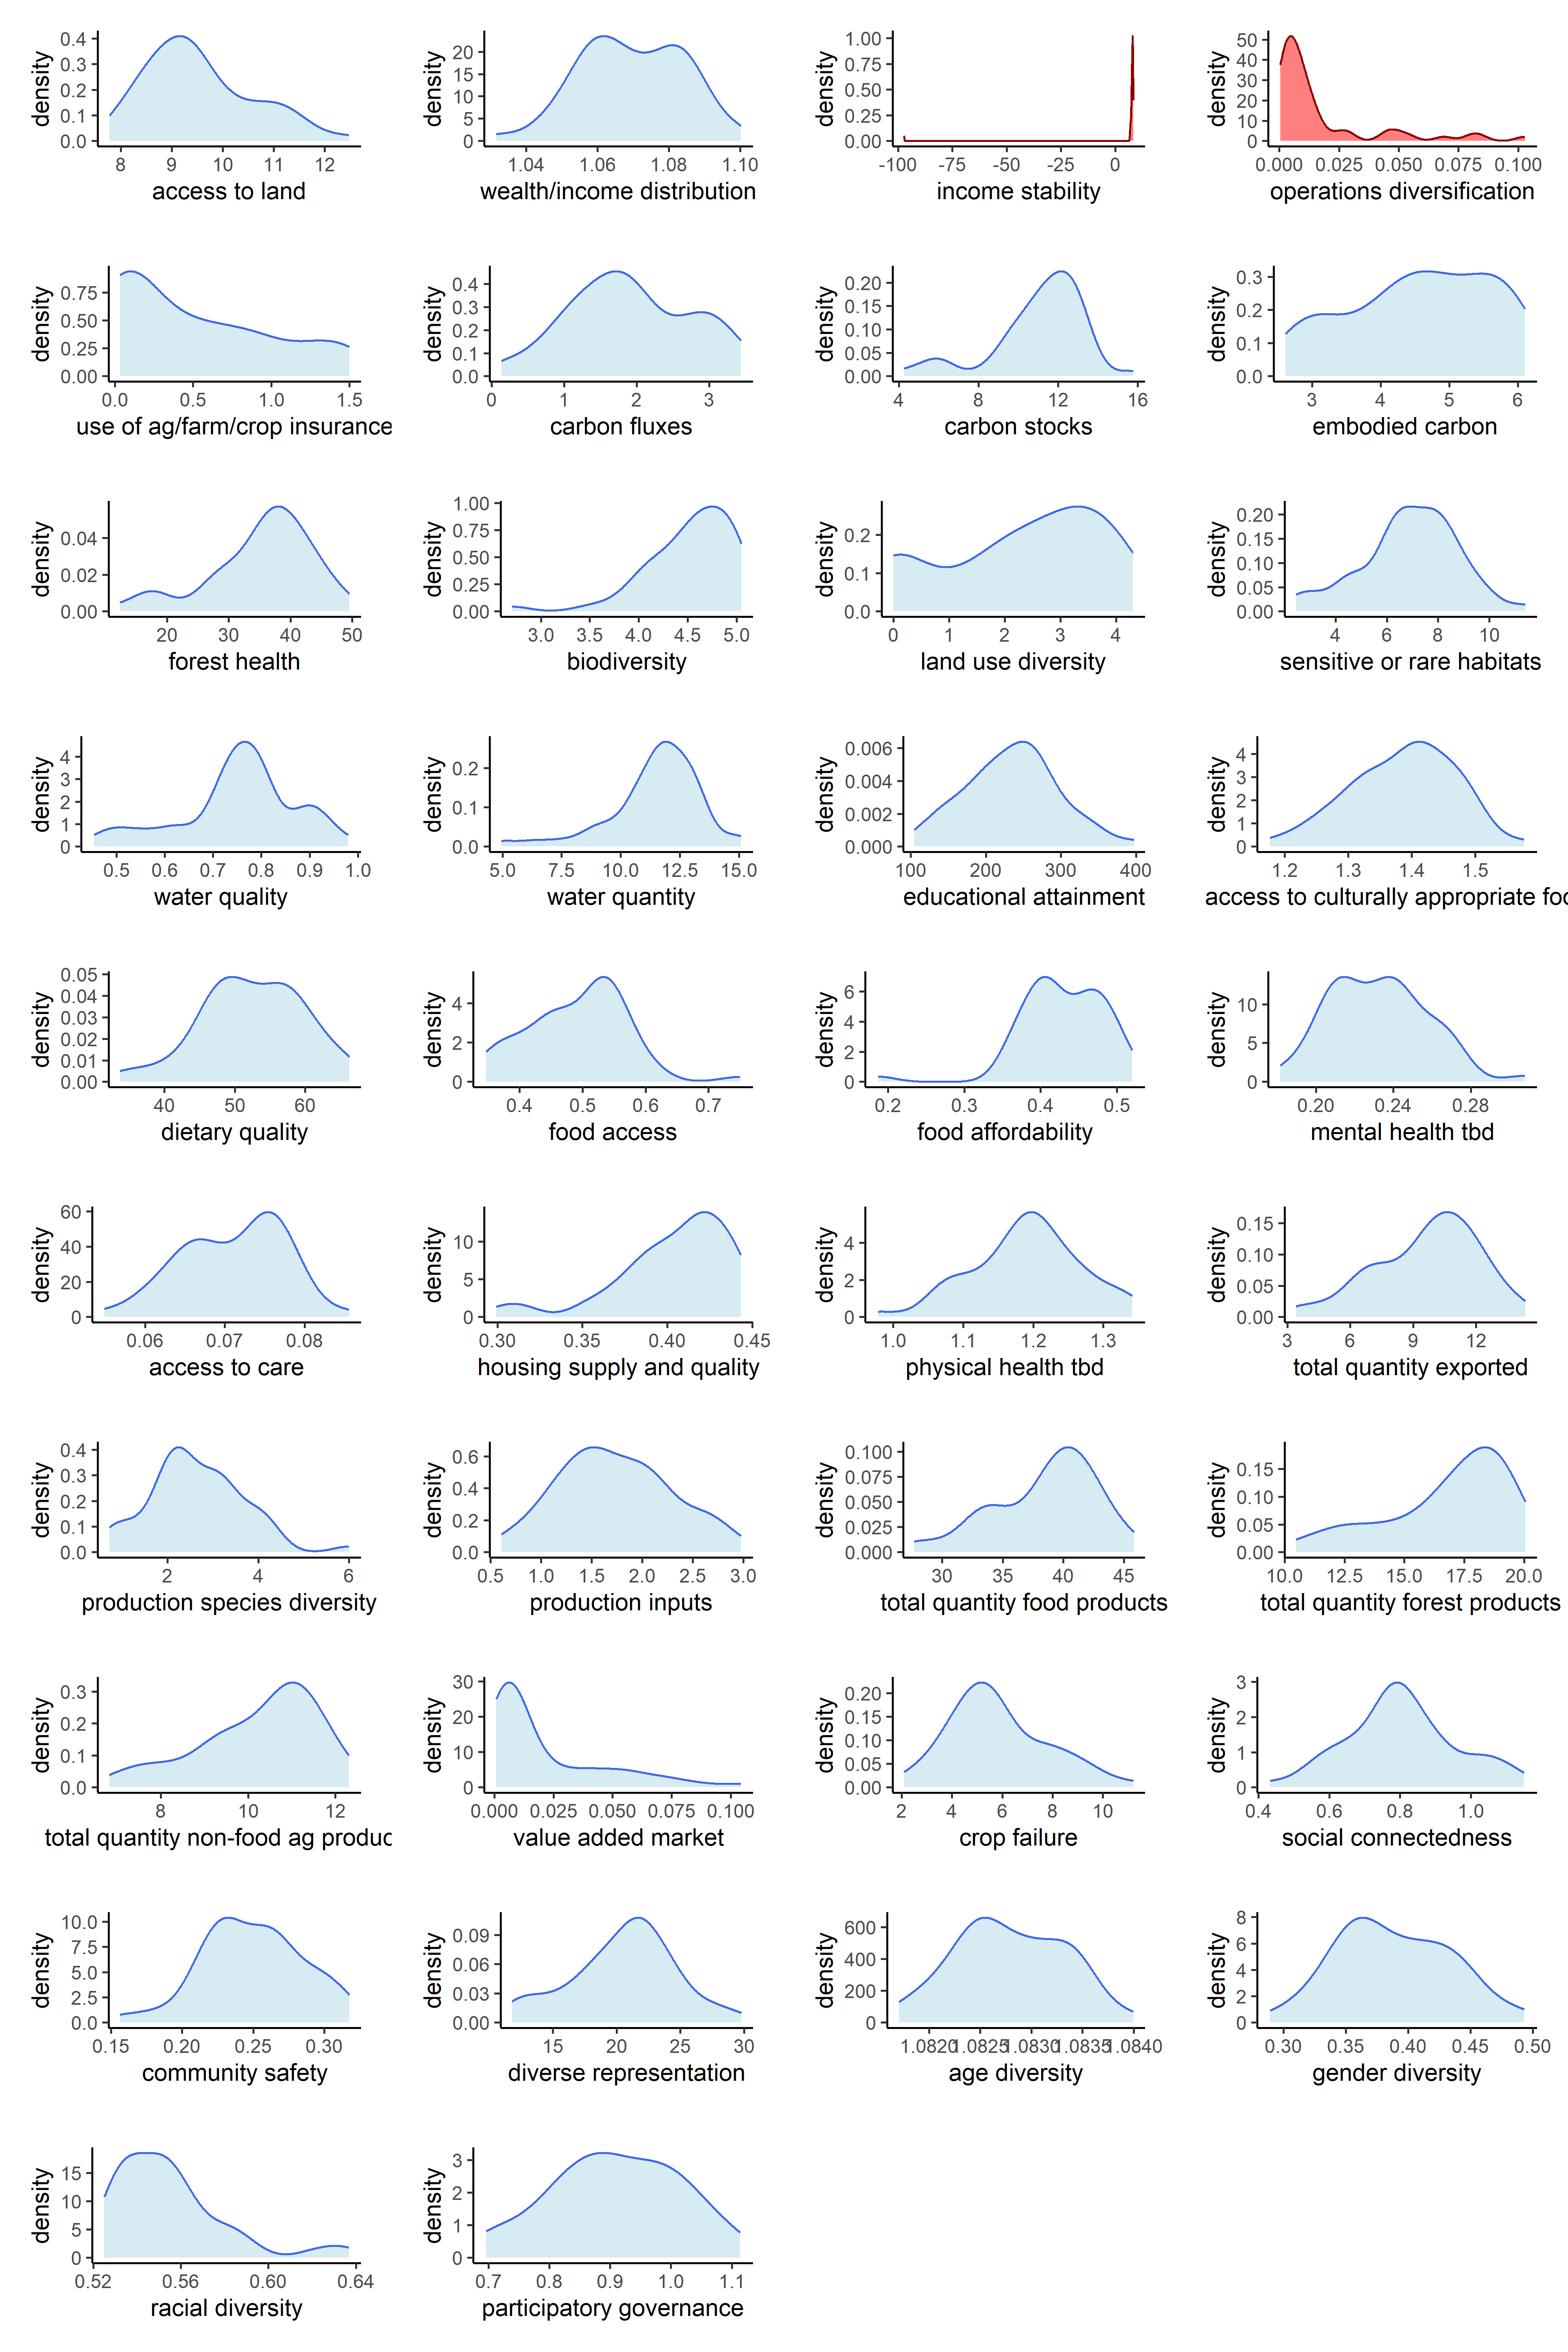 density
0.4
0.3
0.2
0.1
0.0
8 9 10 11 12
access to land
density
20
15
10
5
0
1.04 1.06 1.08 1.10
wealth/income distribution
density
1.00
0.75
0.50
0.25
0.00
-100 -75 -50 -25 0
income stability
density
50
40
30
20
10
0
0.000 0.025 0.050 0.075 0.100
operations diversification
density
0.75
0.50
0.25
0.00
0.0 0.5 1.0 1.5
use of ag/farm/crop insurance
density
0.4
0.3
0.2
0.1
0.0
0 1 2 3
carbon fluxes
density
0.20
0.15
0.10
0.05
0.00
4 8 12 16
carbon stocks
density
0.3
0.2
0.1
0.0
3 4 5 6
embodied carbon
density
0.04
0.02
0.00
20 30 40 50
forest health
density
1.00
0.75
0.50
0.25
0.00
3.0 3.5 4.0 4.5 5.0
biodiversity
density
0.2
0.1
0.0
0 1 2 3 4
land use diversity
density
0.20
0.15
0.10
0.05
0.00
4 6 8 10
sensitive or rare habitats
density
4
3
2
1
0
0.5 0.6 0.7 0.8 0.9 1.0
water quality
density
0.2
0.1
0.0
5.0 7.5 10.0 12.5 15.0
water quantity
density
0.006
0.004
0.002
0.000
100 200 300 400
educational attainment
density
4
3
2
1
0
1.2 1.3 1.4 1.5
access to culturally appropriate foo
density
0.05
0.04
0.03
0.02
0.01
0.00
40 50 60
dietary quality
density
4
2
0
0.4 0.5 0.6 0.7
food access
density
6
4
2
0
0.2 0.3 0.4 0.5
food affordability
density
10
5
0
0.20 0.24 0.28
mental health tbd
density
60
40
20
0
0.06 0.07 0.08
access to care
density
10
5
0
0.30 0.35 0.40 0.45
housing supply and quality
density
4
2
0
1.0 1.1 1.2 1.3
physical health tbd
density
0.15
0.10
0.05
0.00
3 6 9 12
total quantity exported
density
0.4
0.3
0.2
0.1
0.0
2 4 6
production species diversity
density
0.6
0.4
0.2
0.0
0.5 1.0 1.5 2.0 2.5 3.0
production inputs
density
0.100
0.075
0.050
0.025
0.000
30 35 40 45
total quantity food products
density
0.15
0.10
0.05
0.00
10.0 12.5 15.0 17.5 20.0
total quantity forest products
density
0.3
0.2
0.1
0.0
8 10 12
total quantity non-food ag produc
density
30
20
10
0
0.000 0.025 0.050 0.075 0.100
value added market
density
0.20
0.15
0.10
0.05
0.00
2 4 6 8 10
crop failure
density
3
2
1
0
0.4 0.6 0.8 1.0
social connectedness
density
10.0
7.5
5.0
2.5
0.0
0.15 0.20 0.25 0.30
community safety
density
0.09
0.06
0.03
0.00
15 20 25 30
diverse representation
density
600
400
200
0
1.0820 1.0825 1.0830 1.0835 1.0840
age diversity
density
8
6
4
2
0
0.30 0.35 0.40 0.45 0.50
gender diversity
density
15
10
5
0
0.52 0.56 0.60 0.64
racial diversity
density
3
2
1
0
0.7 0.8 0.9 1.0 1.1
participatory governance